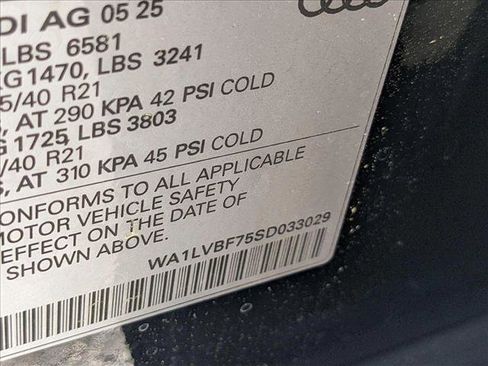 DI AG 05 25
LBS 6581
KG 1470, LBS 3241
5/40 R21
, AT 290 KPA 42 PSI COLD
G 1725, LBS 3803
/40 R21
S, AT 310 KPA 45 PSI COLD
CONFORMS TO ALL APPLICABLE
MOTOR VEHICLE SAFETY
EFFECT ON THE DATE OF
SHOWN ABOVE.
WA1LVBF75SD033029